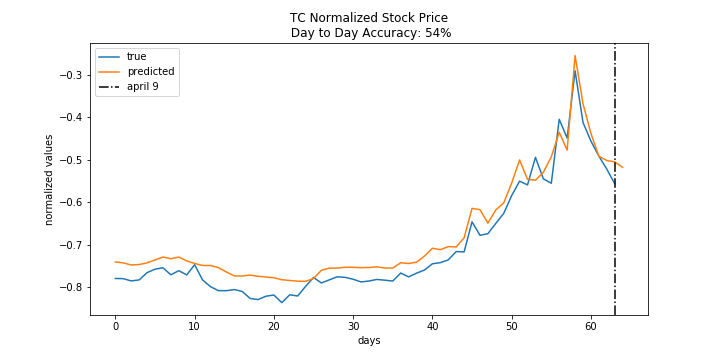 TC Normalized Stock Price
Day to Day Accuracy: 54%
true
predicted
april 9
normalized values
−0.3
−0.4
−0.5
−0.6
−0.7
−0.8
0
10
20
30
40
50
60
days